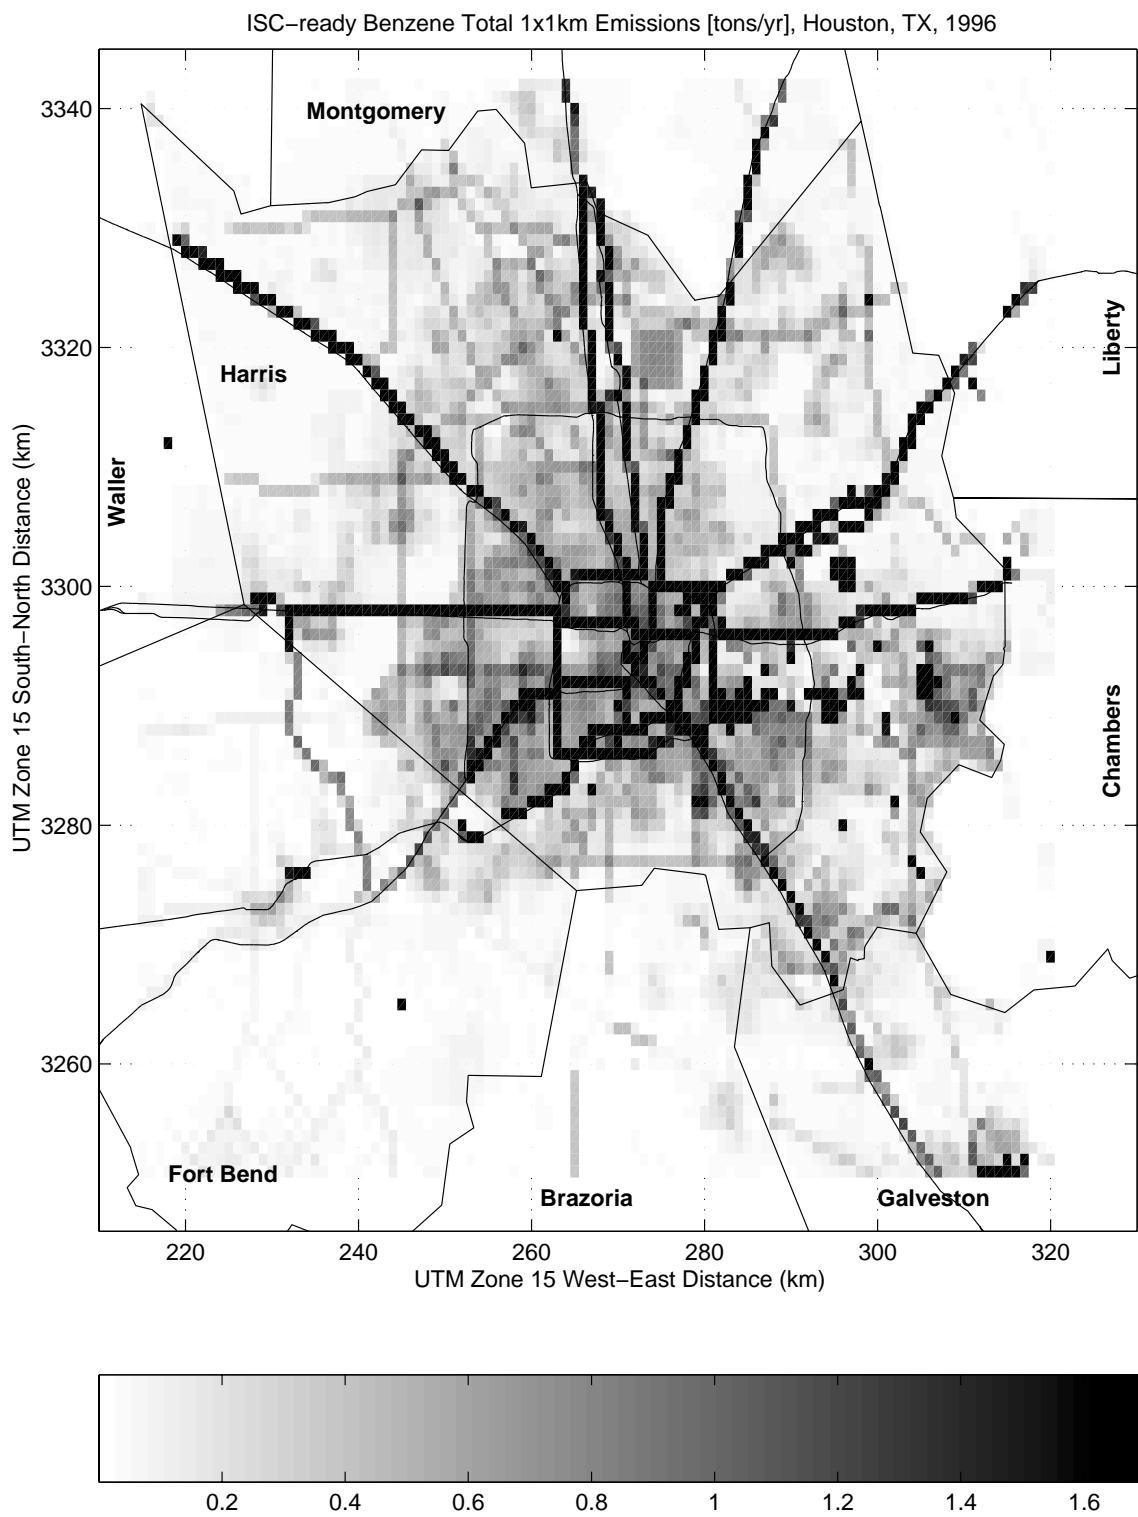 ISC−ready Benzene Total 1x1km Emissions [tons/yr], Houston, TX, 1996
3340
3320
3300
3280
3260
UTM Zone 15 South−North Distance (km)
Montgomery
Harris
Liberty
Waller
Chambers
Fort Bend
Brazoria
Galveston
220 240 260 280 300 320
UTM Zone 15 West−East Distance (km)
0.2 0.4 0.6 0.8 1 1.2 1.4 1.6